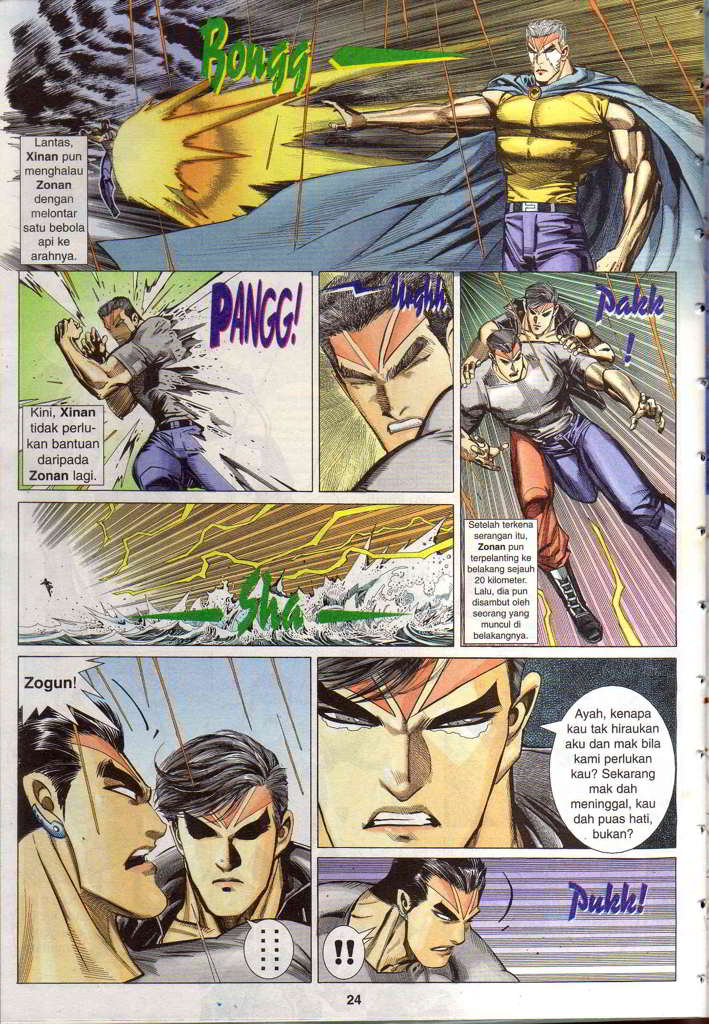 Bongg
Lantas,
Xinan pun
menghalau
Zonan
dengan
melontar
satu bebola
api ke
arahnya.
PANGG!
Kini, Xinan
tidak perlu-
kan bantuan
daripada
Zonan lagi.
Urghh
Pakk
!
Setelah terkena
serangan itu,
Zonan pun
terpelanting ke
belakang sejauh
20 kilometer.
Lalu, dia pun
disambut oleh
seorang yang
muncul di
belakangnya.
Sha
Zogun!
Ayah, kenapa
kau tak hiraukan
aku dan mak bila
kami perlukan
kau? Sekarang
mak dah
meninggal, kau
dah puas hati,
bukan?
!!
Pukk!
24